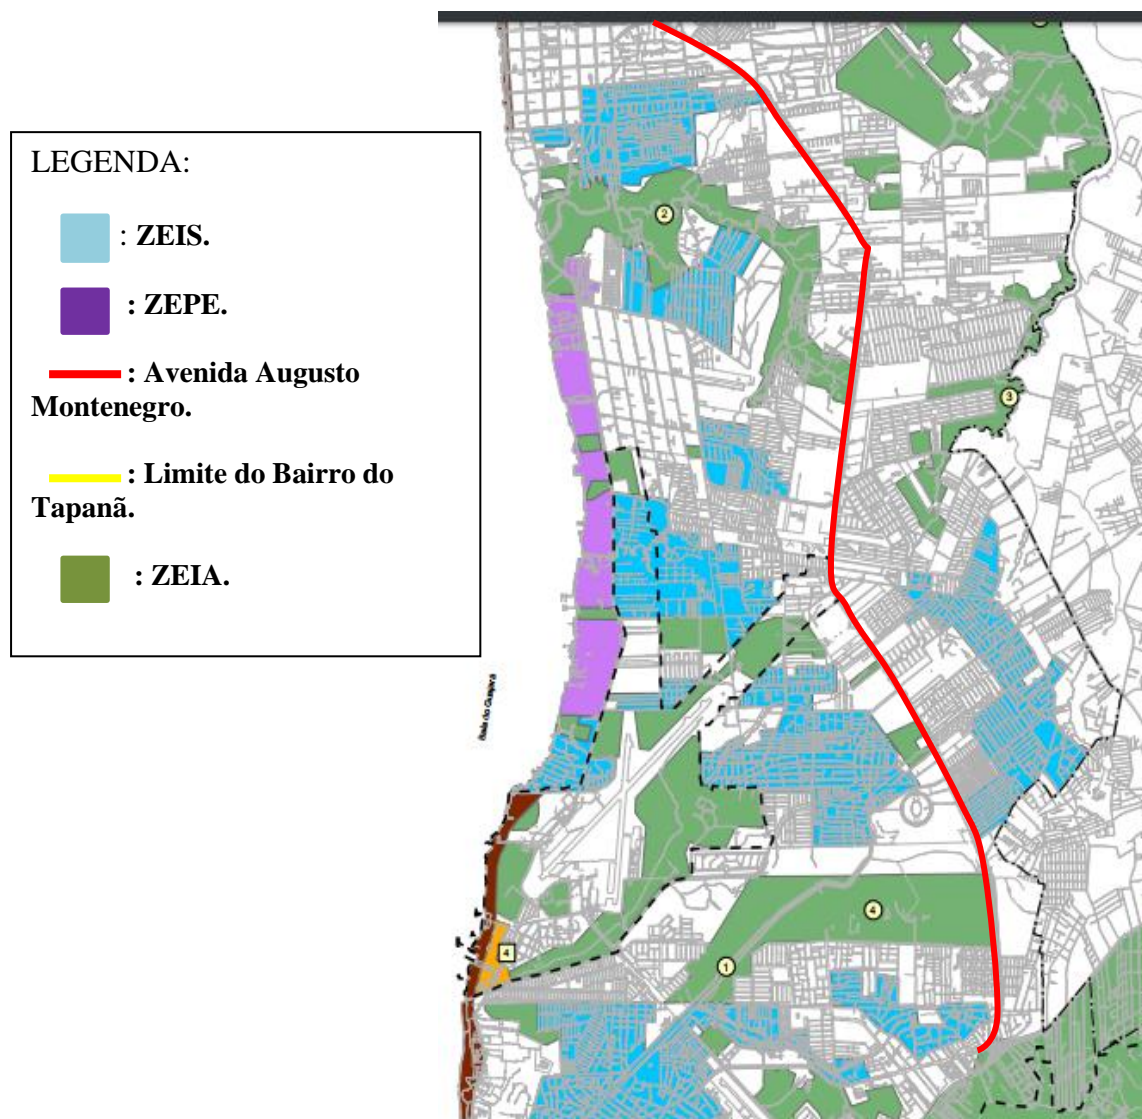 LEGENDA:
: ZEIS.
: ZEPE.
: Avenida Augusto
Montenegro.
: Limite do Bairro do
Tapanã.
: ZEIA.
2
3
4
1
4